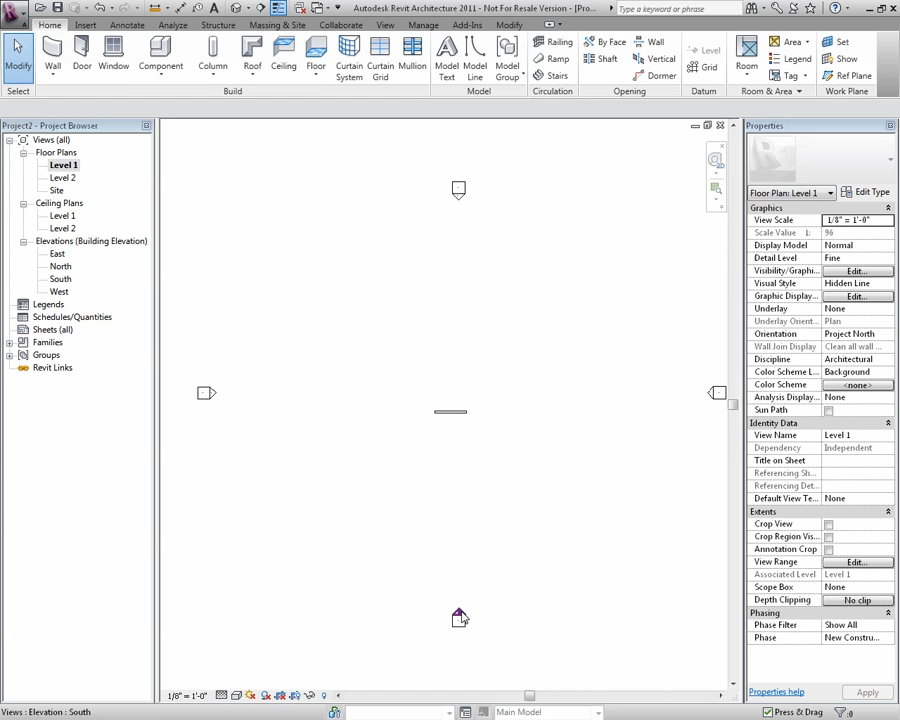 Autodesk Revit Architecture 2011 - Not For Resale Version - [Pro...
Type a keyword or phrase
Home Insert Annotate Analyze Structure Massing & Site Collaborate View Manage Add-Ins Modify
Modify Wall Door Window Component Column Roof Ceiling Floor Curtain System Curtain Grid Mullion Model Text Model Line Model Group
Railing
Ramp
Stairs
By Face
Shaft
Wall
Vertical
Dormer
Level
Grid
Room
Area
Legend
Tag
Set
Show
Ref Plane
Select Build Model Circulation Opening Datum Room & Area Work Plane
Project2 - Project Browser
Views (all)
Floor Plans
Level 1
Level 2
Site
Ceiling Plans
Level 1
Level 2
Elevations (Building Elevation)
East
North
South
West
Legends
Schedules/Quantities
Sheets (all)
Families
Groups
Revit Links
2D
Properties
Floor Plan: Level 1 Edit Type
Graphics
View Scale 1/8" = 1'-0"
Scale Value 1: 96
Display Model Normal
Detail Level Fine
Visibility/Graphi... Edit...
Visual Style Hidden Line
Graphic Display... Edit...
Underlay None
Underlay Orient... Plan
Orientation Project North
Wall Join Display Clean all wall ...
Discipline Architectural
Color Scheme L... Background
Color Scheme <none>
Analysis Display... None
Sun Path
Identity Data
View Name Level 1
Dependency Independent
Title on Sheet
Referencing Sh...
Referencing Det...
Default View Te... None
Extents
Crop View
Crop Region Vis...
Annotation Crop
View Range Edit...
Associated Level Level 1
Scope Box None
Depth Clipping No clip
Phasing
Phase Filter Show All
Phase New Constru...
Properties help Apply
1/8" = 1'-0"
Views : Elevation : South
Main Model
Press & Drag
:0